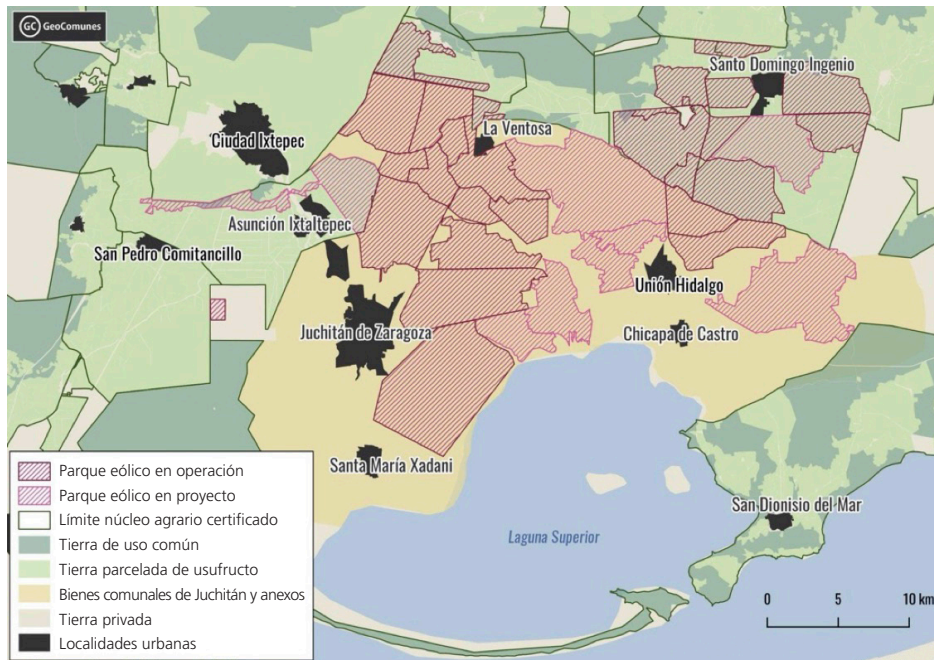 GC GeoComunes
Santo Domingo Ingenio
La Ventosa
Ciudad Ixtepec
Asunción Ixtaltepec
San Pedro Comitancillo
Unión Hidalgo
Juchitán de Zaragoza
Chicapa de Castro
Santa María Xadani
San Dionisio del Mar
Laguna Superior
0 5 10 km
Parque eólico en operación
Parque eólico en proyecto
Límite núcleo agrario certificado
Tierra de uso común
Tierra parcelada de usufructo
Bienes comunales de Juchitán y anexos
Tierra privada
Localidades urbanas